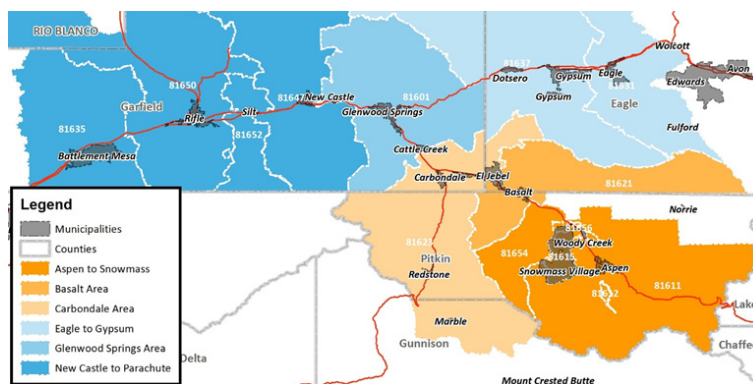 RIO BLANCO
Wolcott
Avon
81650
81637
Dotsero
Gypsum
Eagle
Edwards
81631
Gypsum
Eagle
Garfield
81647
New Castle
81601
Glenwood Springs
Rifle
Silt
81652
Fulford
81635
Battlement Mesa
Cattle Creek
Carbondale
El Jebel
Basalt
81621
Norrie
81656
Woody Creek
81623
Pitkin
81654
81615
Redstone
Snowmass Village
Aspen
81611
81612
Marble
Gunnison
Delta
Lake
Chaffee
Mount Crested Butte
Legend
Municipalities
Counties
Aspen to Snowmass
Basalt Area
Carbondale Area
Eagle to Gypsum
Glenwood Springs Area
New Castle to Parachute